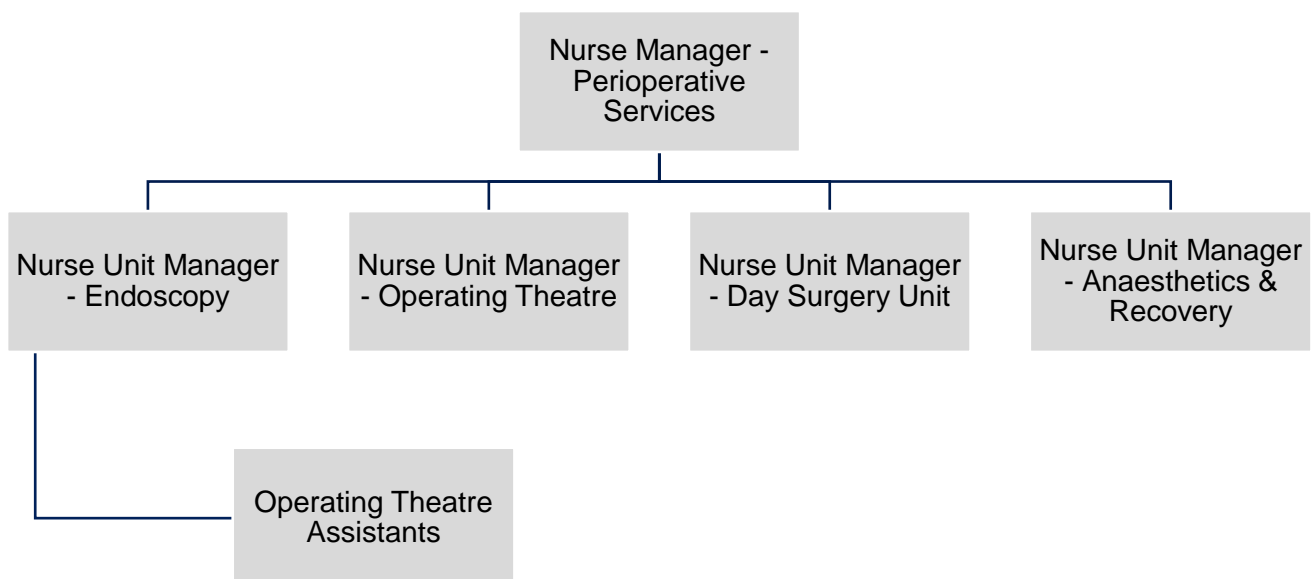 Nurse Manager -
Perioperative
Services
Nurse Unit Manager
- Endoscopy
Nurse Unit Manager
- Operating Theatre
Nurse Unit Manager
- Day Surgery Unit
Nurse Unit Manager
- Anaesthetics &
Recovery
Operating Theatre
Assistants